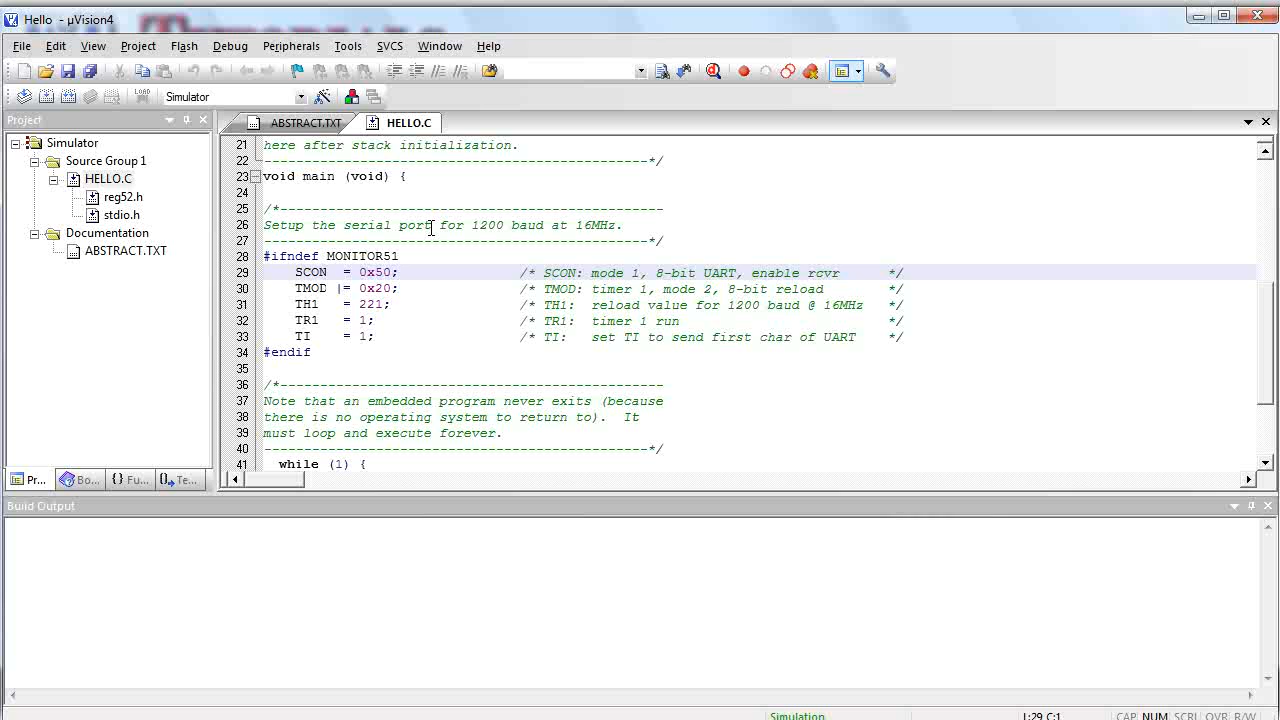 Hello - µVision4
File Edit View Project Flash Debug Peripherals Tools SVCS Window Help
LOAD Simulator
Project
Simulator
Source Group 1
HELLO.C
reg52.h
stdio.h
Documentation
ABSTRACT.TXT
Pr... Bo... {} Fu... Te...
ABSTRACT.TXT HELLO.C
21 here after stack initialization.
22 -------------------------------------------------*/
23 void main (void) {
24
25 /*------------------------------------------------
26 Setup the serial port for 1200 baud at 16MHz.
27 -------------------------------------------------*/
28 #ifndef MONITOR51
29 SCON = 0x50; /* SCON: mode 1, 8-bit UART, enable rcvr */
30 TMOD |= 0x20; /* TMOD: timer 1, mode 2, 8-bit reload */
31 TH1 = 221; /* TH1: reload value for 1200 baud @ 16MHz */
32 TR1 = 1; /* TR1: timer 1 run */
33 TI = 1; /* TI: set TI to send first char of UART */
34 #endif
35
36 /*------------------------------------------------
37 Note that an embedded program never exits (because
38 there is no operating system to return to). It
39 must loop and execute forever.
40 -------------------------------------------------*/
41 while (1) {
Build Output
Simulation L:29 C:1 CAP NUM SCRL OVR R/W